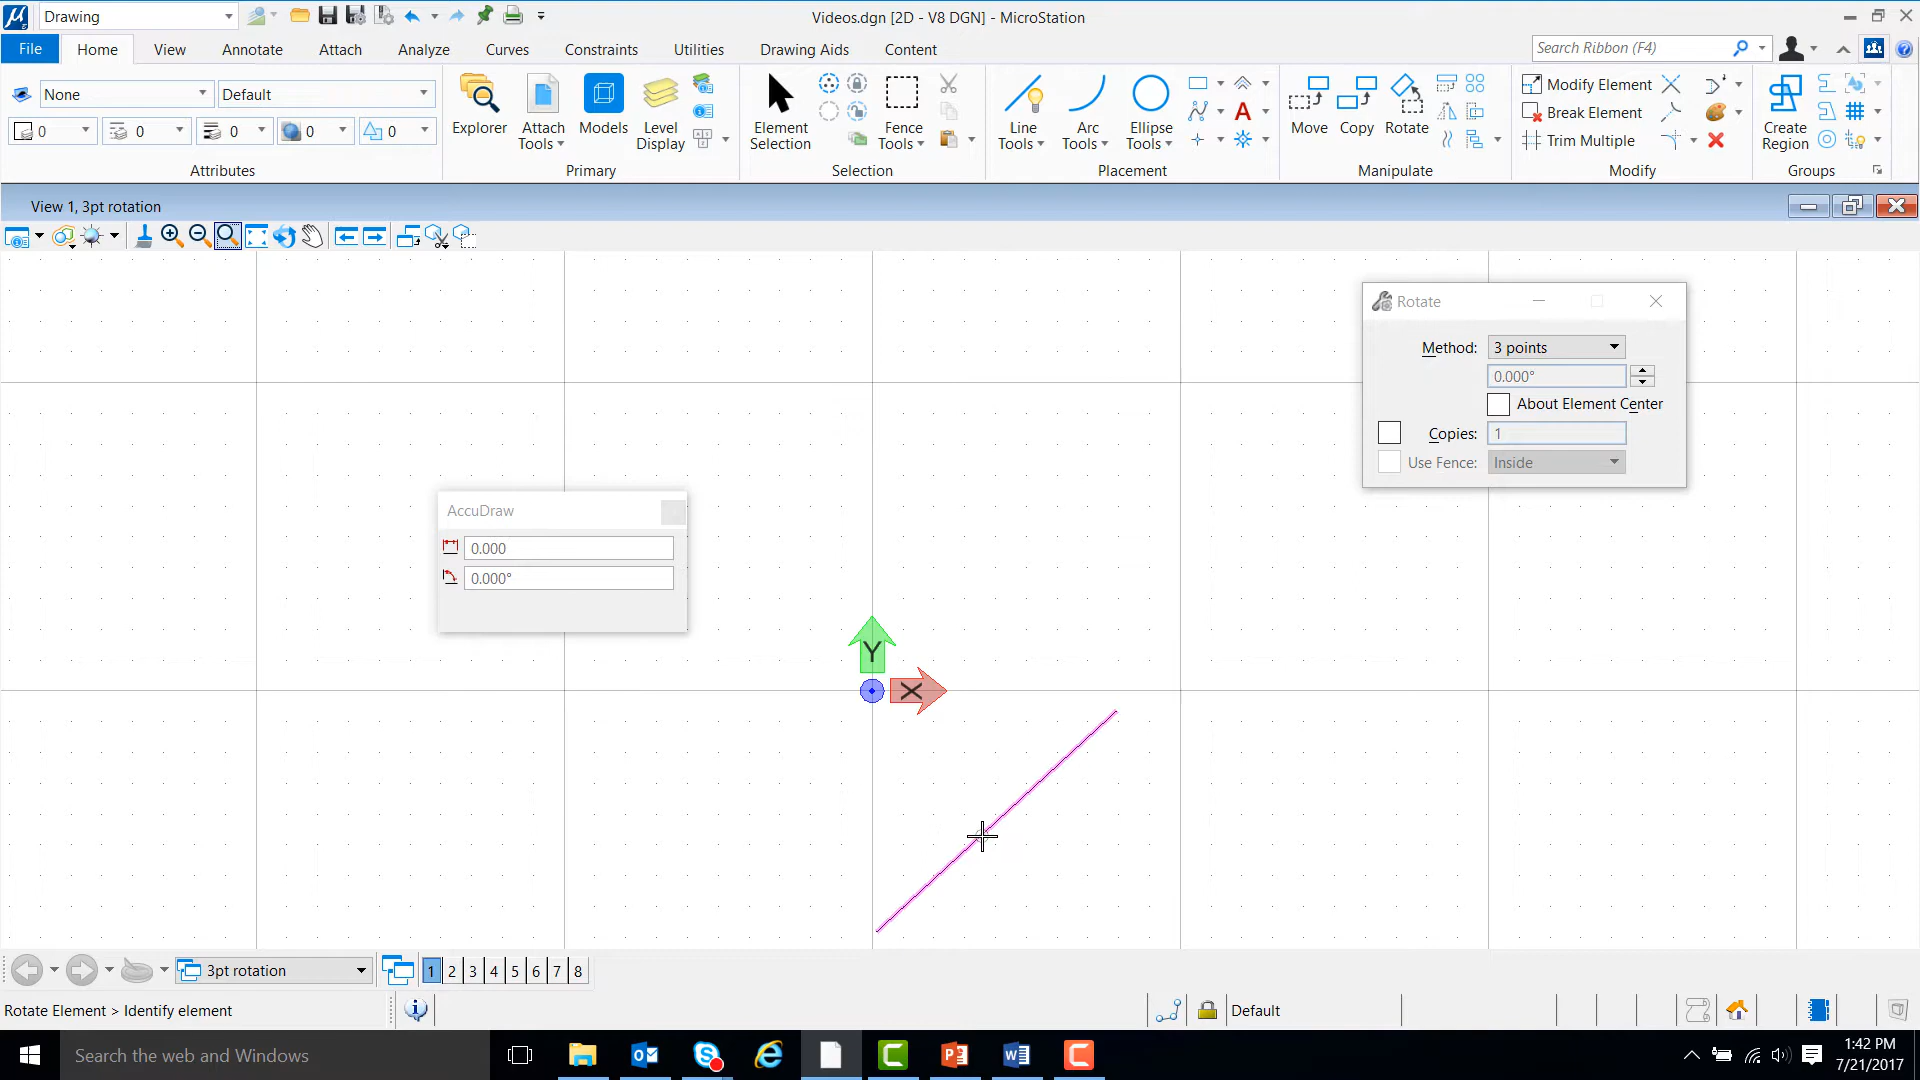 Drawing
Videos.dgn [2D - V8 DGN] - MicroStation
File Home View Annotate Attach Analyze Curves Constraints Utilities Drawing Aids Content
Search Ribbon (F4)
None Default
0 0 0 0 0
Attributes
Explorer
Attach Tools
Models
Level Display
Primary
Element Selection
Fence Tools
Selection
Line Tools
Arc Tools
Ellipse Tools
A
Placement
Move
Copy
Rotate
Manipulate
Modify Element
Break Element
Trim Multiple
Modify
Create Region
Groups
View 1, 3pt rotation
Rotate
Method: 3 points
0.000°
About Element Center
Copies: 1
Use Fence: Inside
AccuDraw
0.000
0.000°
Y
X
3pt rotation
1 2 3 4 5 6 7 8
Rotate Element > Identify element
Default
Search the web and Windows
1:42 PM
7/21/2017